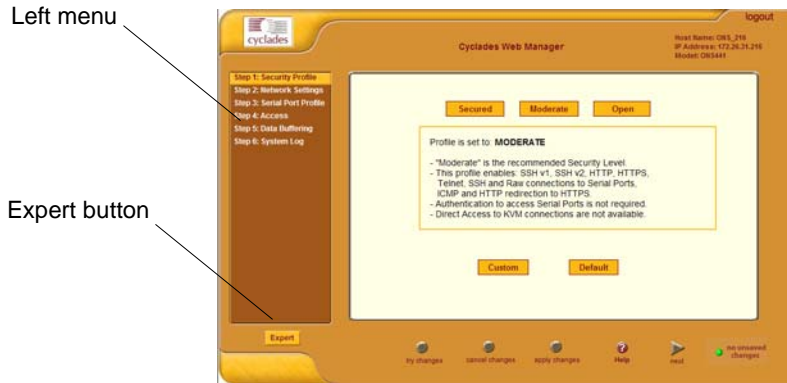 Left menu
Expert button
logout
cyclades
Cyclades Web Manager
Host Name: ONS_218
IP Address: 172.26.31.216
Model: ONS441
Step 1: Security Profile
Step 2: Network Settings
Step 3: Serial Port Profile
Step 4: Access
Step 5: Data Buffering
Step 6: System Log
Secured
Moderate
Open
Profile is set to: MODERATE
- "Moderate" is the recommended Security Level
- This profile enables: SSH v1, SSH v2, HTTP, HTTPS,
Telnet, SSH and Raw connections to Serial Ports,
ICMP and HTTP redirection to HTTPS.
- Authentication to access Serial Ports is not required.
- Direct Access to KVM connections are not available.
Custom
Default
Expert
try changes
cancel changes
apply changes
Help
next
no unsaved
changes